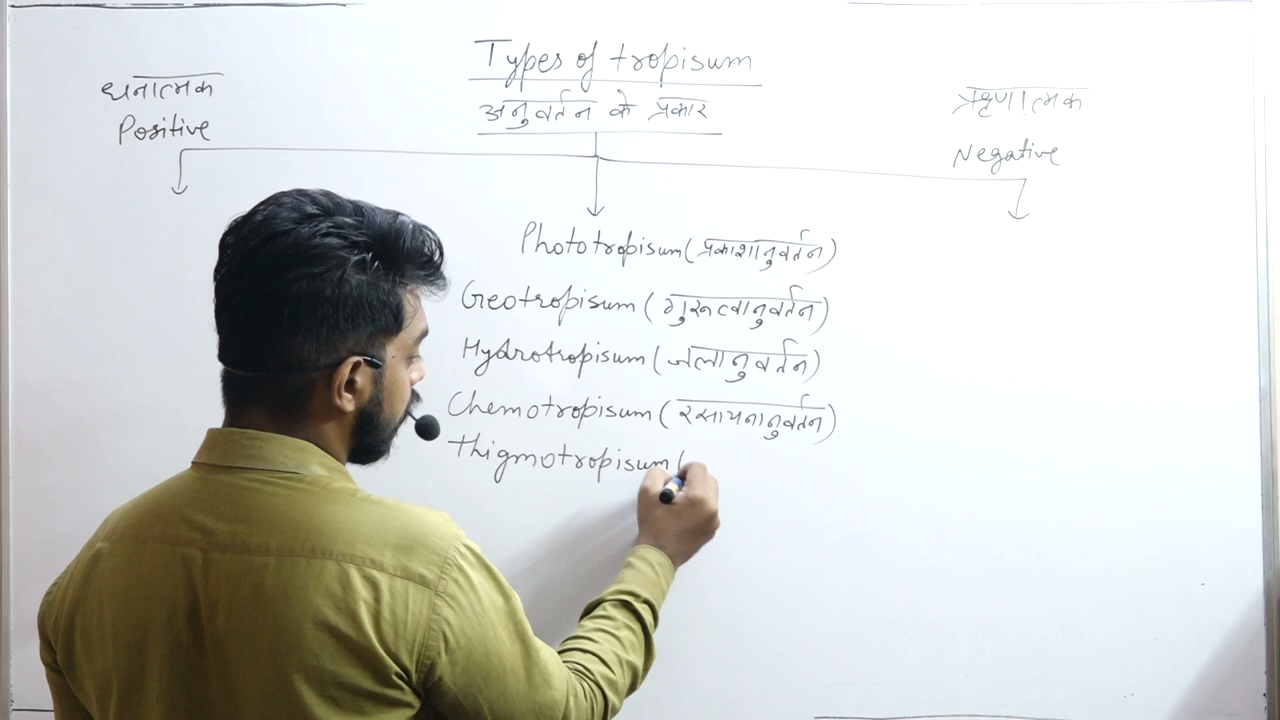 Types of tropisum
अनुवर्तन के प्रकार
धनात्मक
Positive
ऋणात्मक
Negative
Phototropisum (प्रकाशानुवर्तन)
Geotropisum (गुरूत्वानुवर्तन)
Hydrotropisum (जलानुवर्तन)
Chemotropisum (रसायनानुवर्तन)
Thigmotropisum (